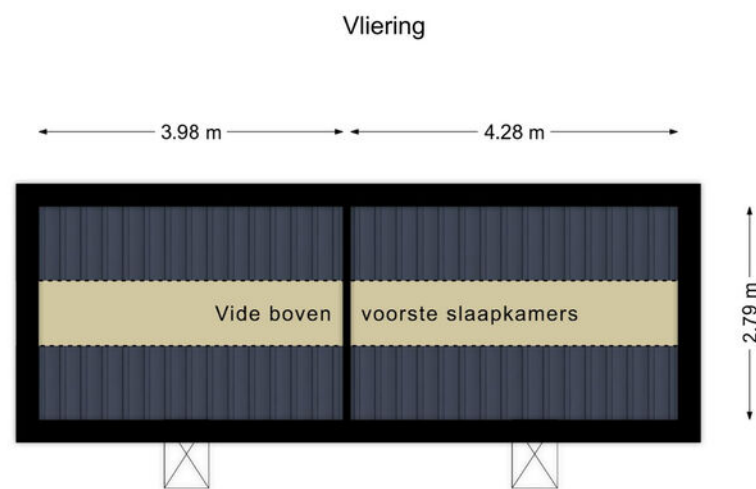 Vliering
3.98 m
4.28 m
Vide boven
voorste slaapkamers
2.79 m